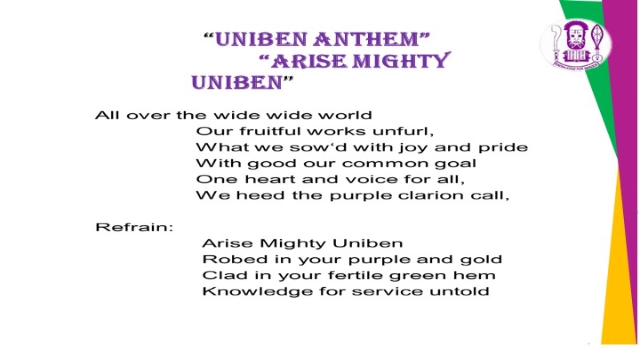 “UNIBEN ANTHEM”
“ARISE MIGHTY
UNIBEN”
All over the wide wide world
Our fruitful works unfurl,
What we sow‘d with joy and pride
With good our common goal
One heart and voice for all,
We heed the purple clarion call,
Refrain:
Arise Mighty Uniben
Robed in your purple and gold
Clad in your fertile green hem
Knowledge for service untold